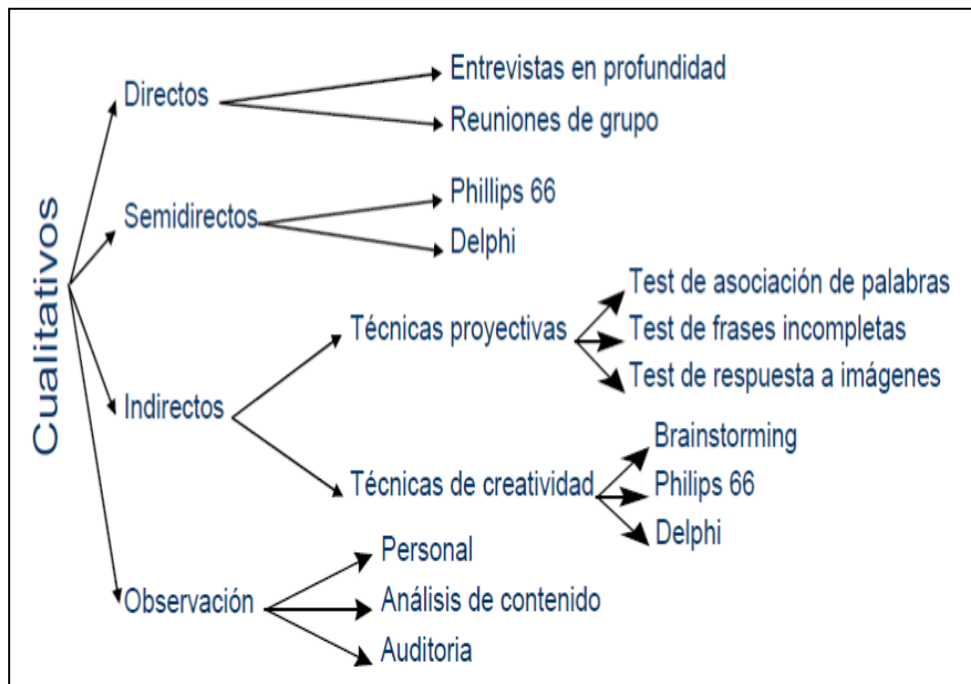 Cualitativos
Directos
Entrevistas en profundidad
Reuniones de grupo
Semidirectos
Phillips 66
Delphi
Indirectos
Técnicas proyectivas
Test de asociación de palabras
Test de frases incompletas
Test de respuesta a imágenes
Técnicas de creatividad
Brainstorming
Philips 66
Delphi
Observación
Personal
Análisis de contenido
Auditoria